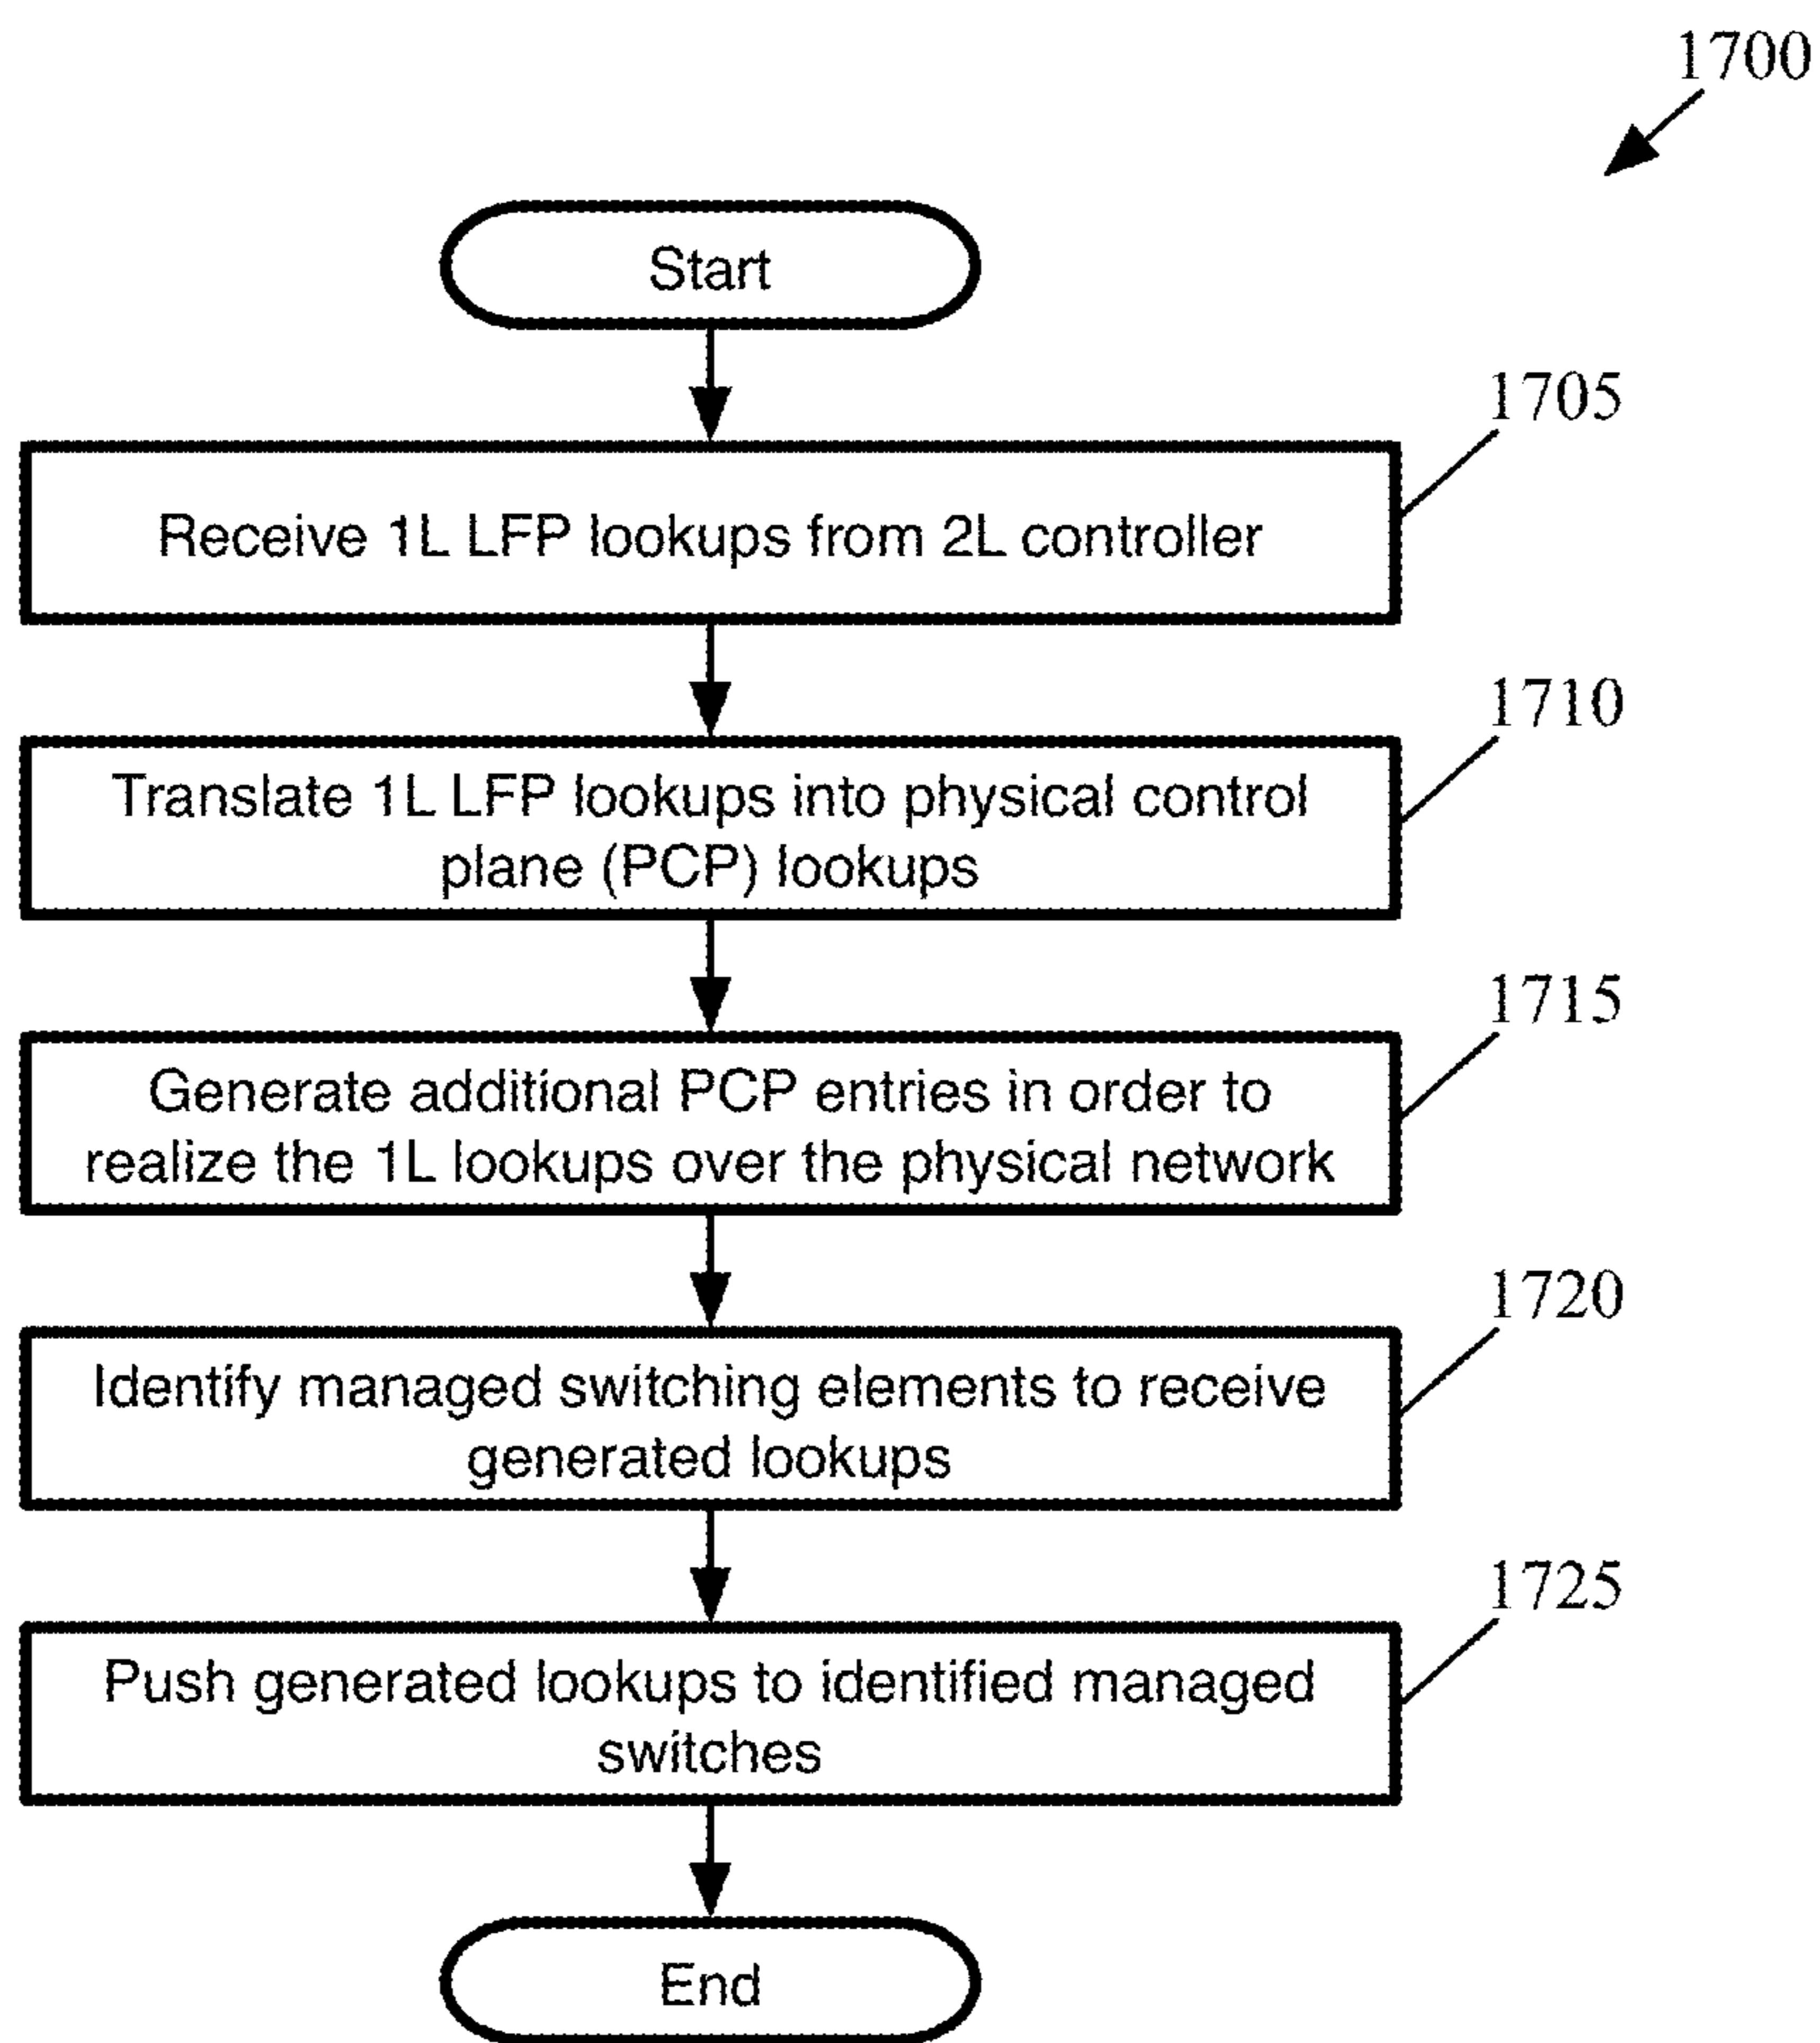 1700
Start
1705
Receive 1L LFP lookups from 2L controller
1710
Translate 1L LFP lookups into physical control
plane (PCP) lookups
1715
Generate additional PCP entries in order to
realize the 1L lookups over the physical network
1720
Identify managed switching elements to receive
generated lookups
1725
Push generated lookups to identified managed
switches
End